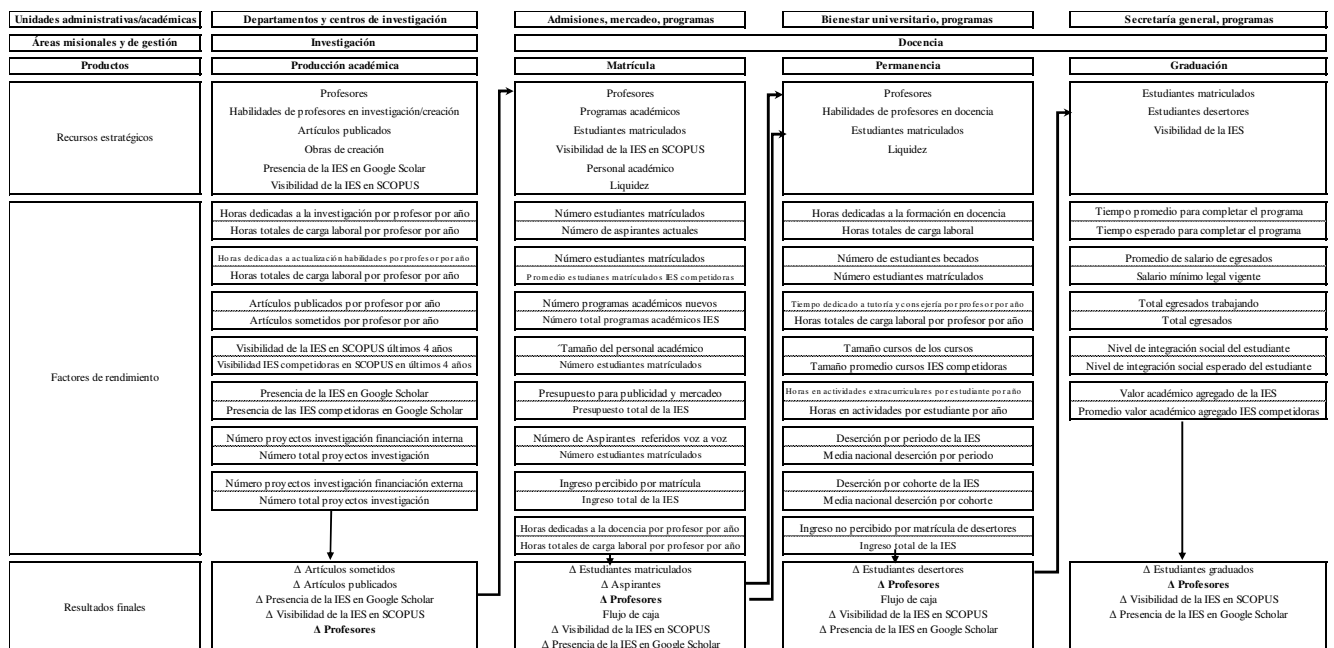 Unidades administrativas/académicas
Departamentos y centros de investigación
Admisiones, mercadeo, programas
Bienestar universitario, programas
Secretaría general, programas
Áreas misionales y de gestión
Investigación
Docencia
Productos
Producción académica
Matrícula
Permanencia
Graduación
Recursos estratégicos
Profesores
Habilidades de profesores en investigación/creación
Artículos publicados
Obras de creación
Presencia de la IES en Google Scolar
Visibilidad de la IES en SCOPUS
Profesores
Programas académicos
Estudiantes matriculados
Visibilidad de la IES en SCOPUS
Personal académico
Liquidez
Profesores
Habilidades de profesores en docencia
Estudiantes matriculados
Liquidez
Estudiantes matriculados
Estudiantes desertores
Visibilidad de la IES
Factores de rendimiento
Horas dedicadas a la investigación por profesor por año
Horas totales de carga laboral por profesor por año
Horas dedicadas a actualización habilidades por profesor por año
Horas totales de carga laboral por profesor por año
Artículos publicados por profesor por año
Artículos sometidos por profesor por año
Visibilidad de la IES en SCOPUS últimos 4 años
Visibilidad IES competidoras en SCOPUS en últimos 4 años
Presencia de la IES en Google Scholar
Presencia de las IES competidoras en Google Scholar
Número proyectos investigación financiación interna
Número total proyectos investigación
Número proyectos investigación financiación externa
Número total proyectos investigación
Número estudiantes matrículados
Número de aspirantes actuales
Número estudiantes matrículados
Promedio estudianes matrículados IES competidoras
Número programas académicos nuevos
Número total programas académicos IES
´Tamaño del personal académico
Número estudiantes matrículados
Presupuesto para publicidad y mercadeo
Presupuesto total de la IES
Número de Aspirantes referidos voz a voz
Número estudiantes matrículados
Ingreso percibido por matrícula
Ingreso total de la IES
Horas dedicadas a la docencia por profesor por año
Horas totales de carga laboral por profesor por año
Horas dedicadas a la formación en docencia
Horas totales de carga laboral
Número de estudiantes becados
Número estudiantes matrículados
Tiempo dedicado a tutoría y consejería por profesor por año
Horas totales de carga laboral por profesor por año
Tamaño cursos de los cursos
Tamaño promedio cursos IES competidoras
Horas en actividades extracurriculares por estudiante por año
Horas en actividades por estudiante por año
Deserción por periodo de la IES
Media nacional deserción por periodo
Deserción por cohorte de la IES
Media nacional deserción por cohorte
Ingreso no percibido por matrícula de desertores
Ingreso total de la IES
Tiempo promedio para completar el programa
Tiempo esperado para completar el programa
Promedio de salario de egresados
Salario mínimo legal vigente
Total egresados trabajando
Total egresados
Nivel de integración social del estudiante
Nivel de integración social esperado del estudiante
Valor académico agregado de la IES
Promedio valor académico agregado IES competidoras
Resultados finales
Δ Artículos sometidos
Δ Artículos publicados
Δ Presencia de la IES en Google Scholar
Δ Visibilidad de la IES en SCOPUS
Δ Profesores
Δ Estudiantes matriculados
Δ Aspirantes
Δ Profesores
Flujo de caja
Δ Visibilidad de la IES en SCOPUS
Δ Presencia de la IES en Google Scholar
Δ Estudiantes desertores
Δ Profesores
Flujo de caja
Δ Visibilidad de la IES en SCOPUS
Δ Presencia de la IES en Google Scholar
Δ Estudiantes graduados
Δ Profesores
Δ Visibilidad de la IES en SCOPUS
Δ Presencia de la IES en Google Scholar